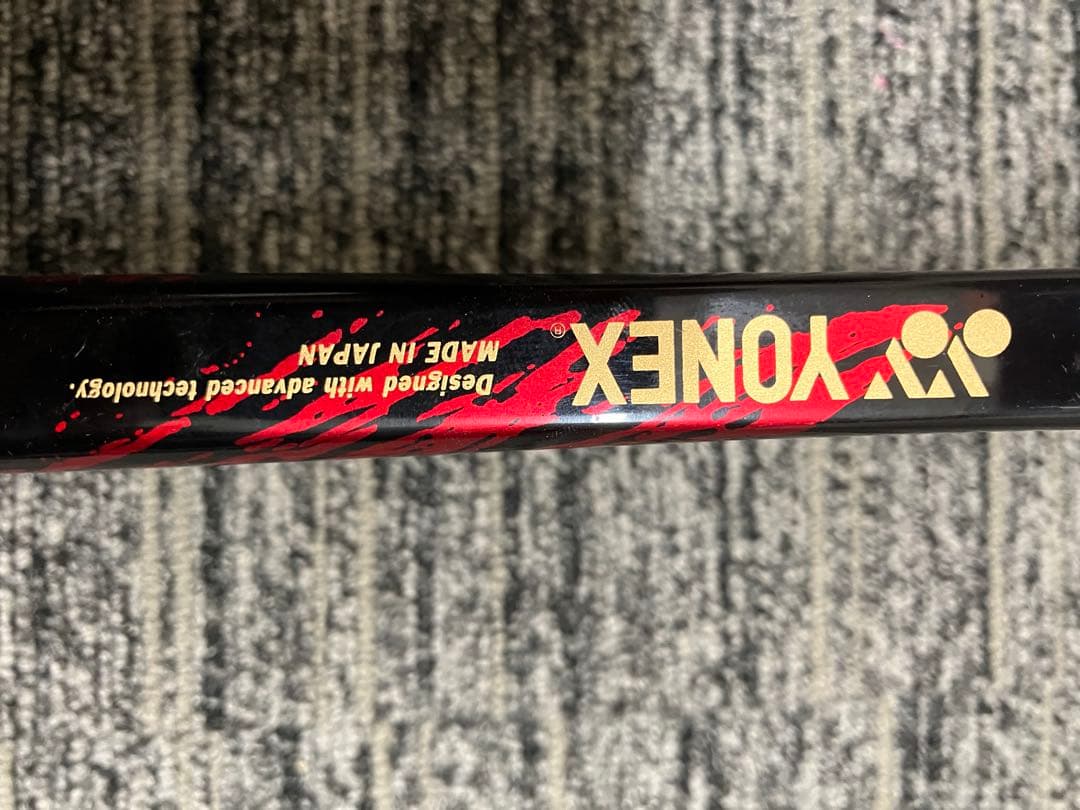 YONEX®
Designed with advanced technology.
MADE IN JAPAN